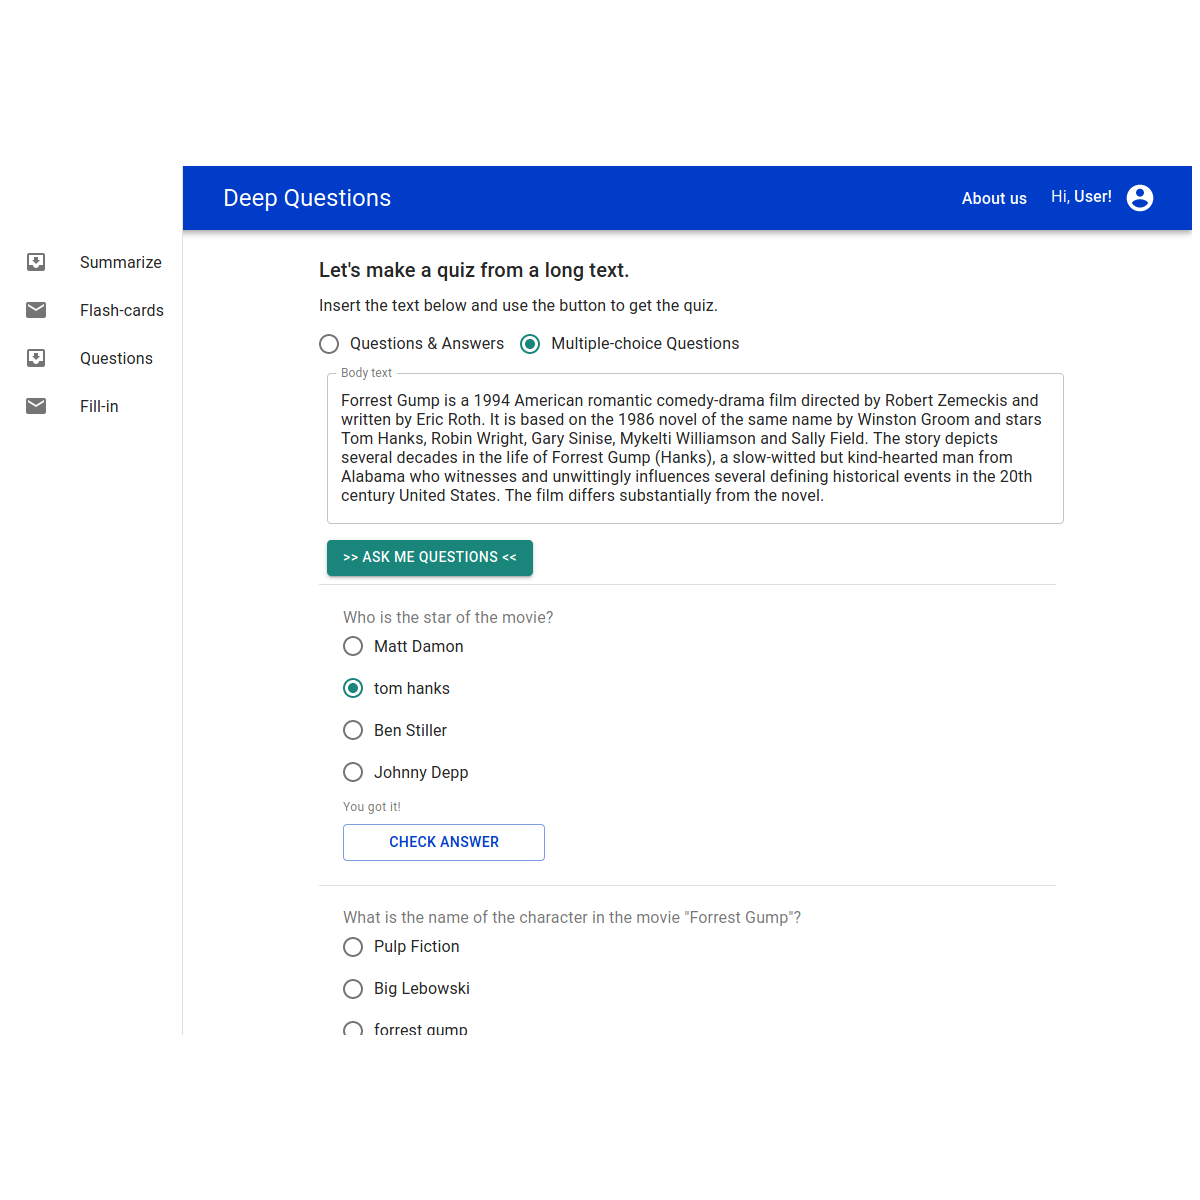 Deep Questions
About us
Hi, User!
Summarize
Flash-cards
Questions
Fill-in
Let's make a quiz from a long text.
Insert the text below and use the button to get the quiz.
Questions & Answers
Multiple-choice Questions
Body text
Forrest Gump is a 1994 American romantic comedy-drama film directed by Robert Zemeckis and
written by Eric Roth. It is based on the 1986 novel of the same name by Winston Groom and stars
Tom Hanks, Robin Wright, Gary Sinise, Mykelti Williamson and Sally Field. The story depicts
several decades in the life of Forrest Gump (Hanks), a slow-witted but kind-hearted man from
Alabama who witnesses and unwittingly influences several defining historical events in the 20th
century United States. The film differs substantially from the novel.
>> ASK ME QUESTIONS <<
Who is the star of the movie?
Matt Damon
tom hanks
Ben Stiller
Johnny Depp
You got it!
CHECK ANSWER
What is the name of the character in the movie "Forrest Gump"?
Pulp Fiction
Big Lebowski
forrest gump